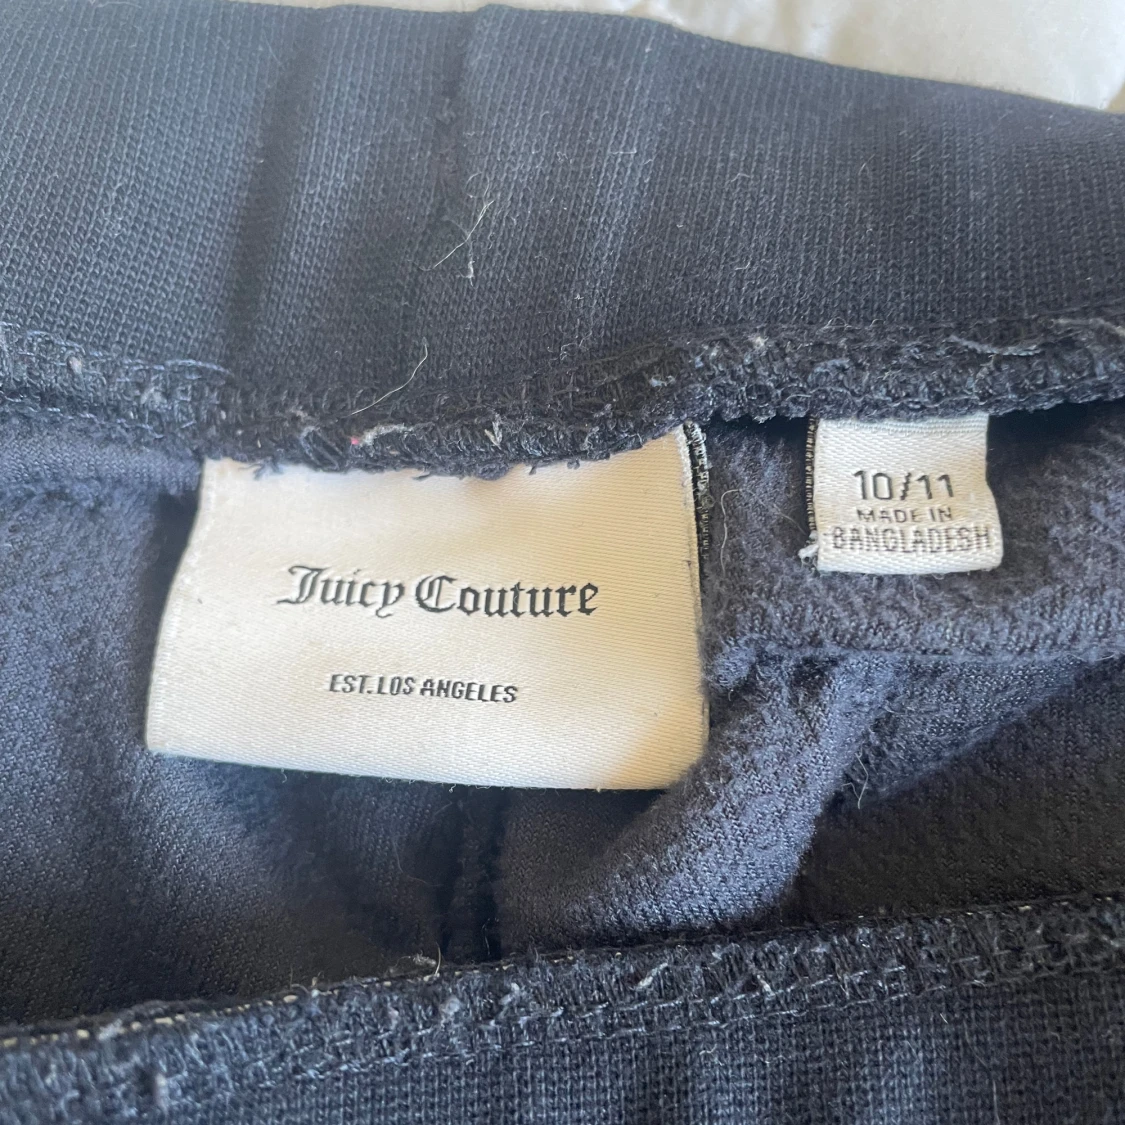 Juicy Couture
EST. LOS ANGELES
10/11
MADE IN
BANGLADESH